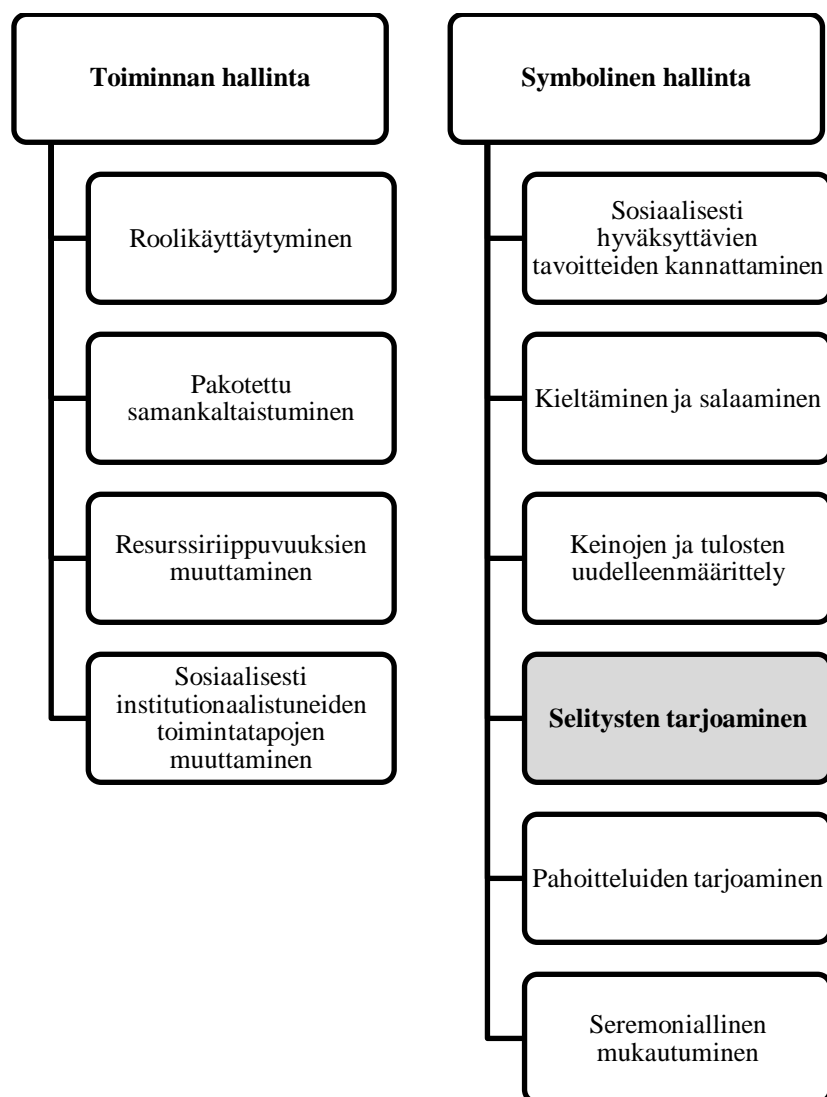 Toiminnan hallinta
Roolikäyttäytyminen
Pakotettu
samankaltaistuminen
Resurssiriippuvuuksien
muuttaminen
Sosiaalisesti
institutionaalistuneiden
toimintatapojen
muuttaminen
Symbolinen hallinta
Sosiaalisesti
hyväksyttävien
tavoitteiden kannattaminen
Kieltäminen ja salaaminen
Keinojen ja tulosten
uudelleenmäärittely
Selitysten tarjoaminen
Pahoitteluiden tarjoaminen
Seremoniallinen
mukautuminen